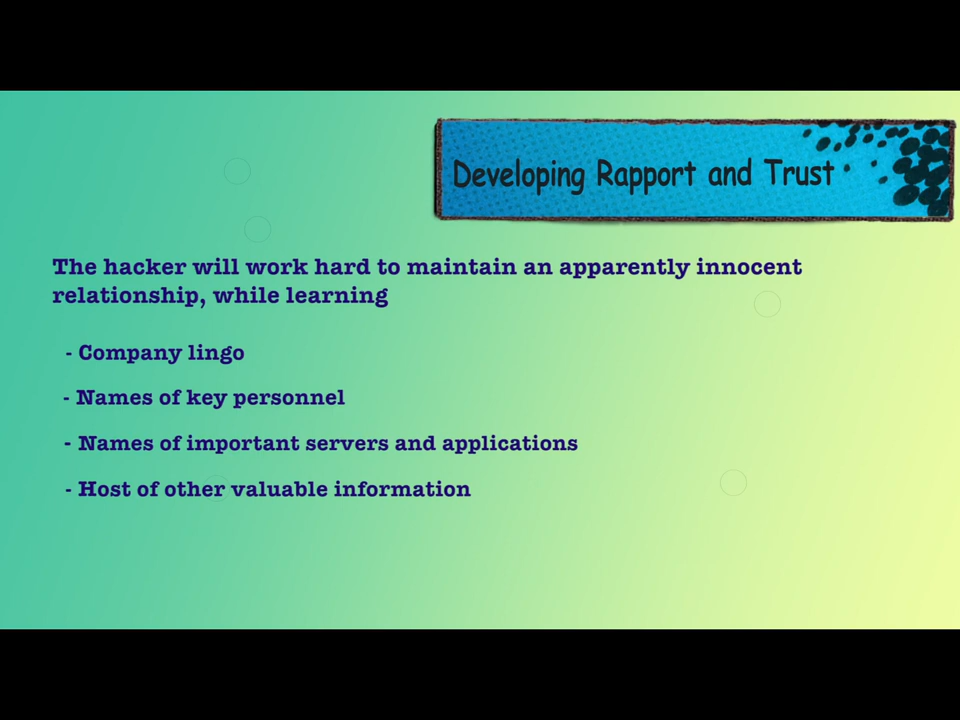 Developing Rapport and Trust
The hacker will work hard to maintain an apparently innocent
relationship, while learning
- Company lingo
- Names of key personnel
- Names of important servers and applications
- Host of other valuable information